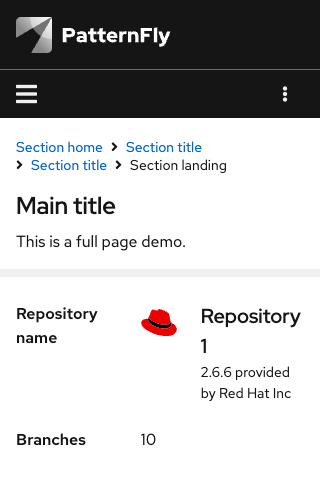 PatternFly
Section home > Section title
> Section title > Section landing
Main title
This is a full page demo.
Repository
name
Repository
1
2.6.6 provided
by Red Hat Inc
Branches
10